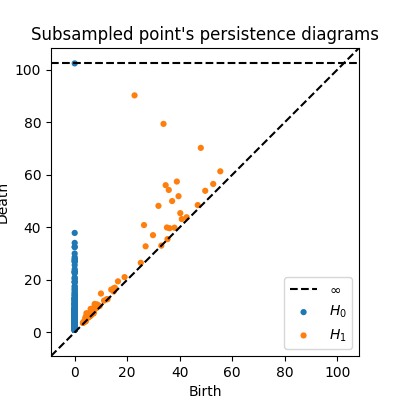 Subsampled point's persistence diagrams
100
80
60
40
20
0
Death
∞
H₀
H₁
0 20 40 60 80 100
Birth